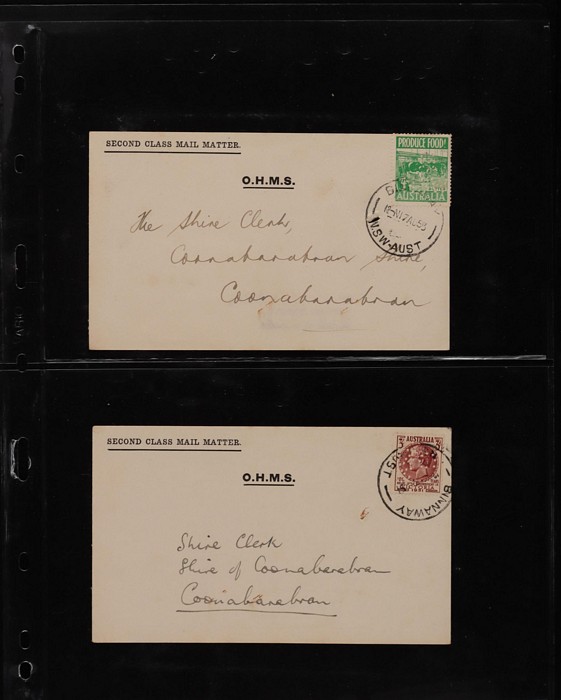 SECOND CLASS MAIL MATTER.
O.H.M.S.
PRODUCE FOOD!
AUSTRALIA
N.S.W-AUST
The Shire Clerk,
Coonabarabran Shire,
Coonabarabran
SECOND CLASS MAIL MATTER.
O.H.M.S.
AUSTRALIA
BINNAWAY
Shire Clerk
Shire of Coonabarabran
Coonabarabran